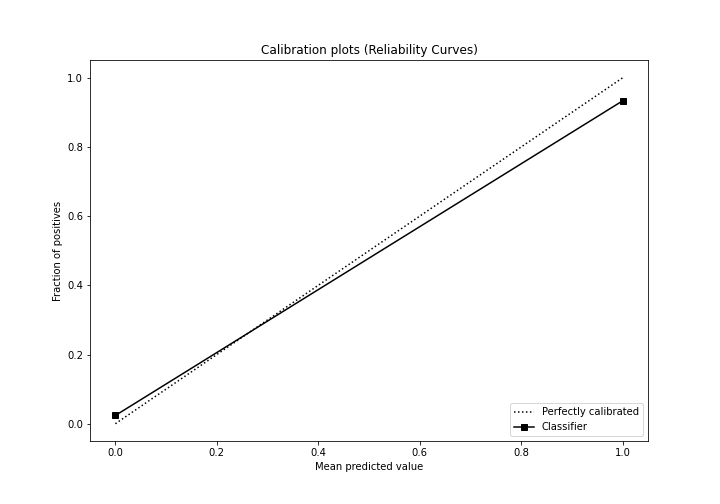 Calibration plots (Reliability Curves)
Fraction of positives
1.0
0.8
0.6
0.4
0.2
0.0
0.0 0.2 0.4 0.6 0.8 1.0
Mean predicted value
Perfectly calibrated
Classifier